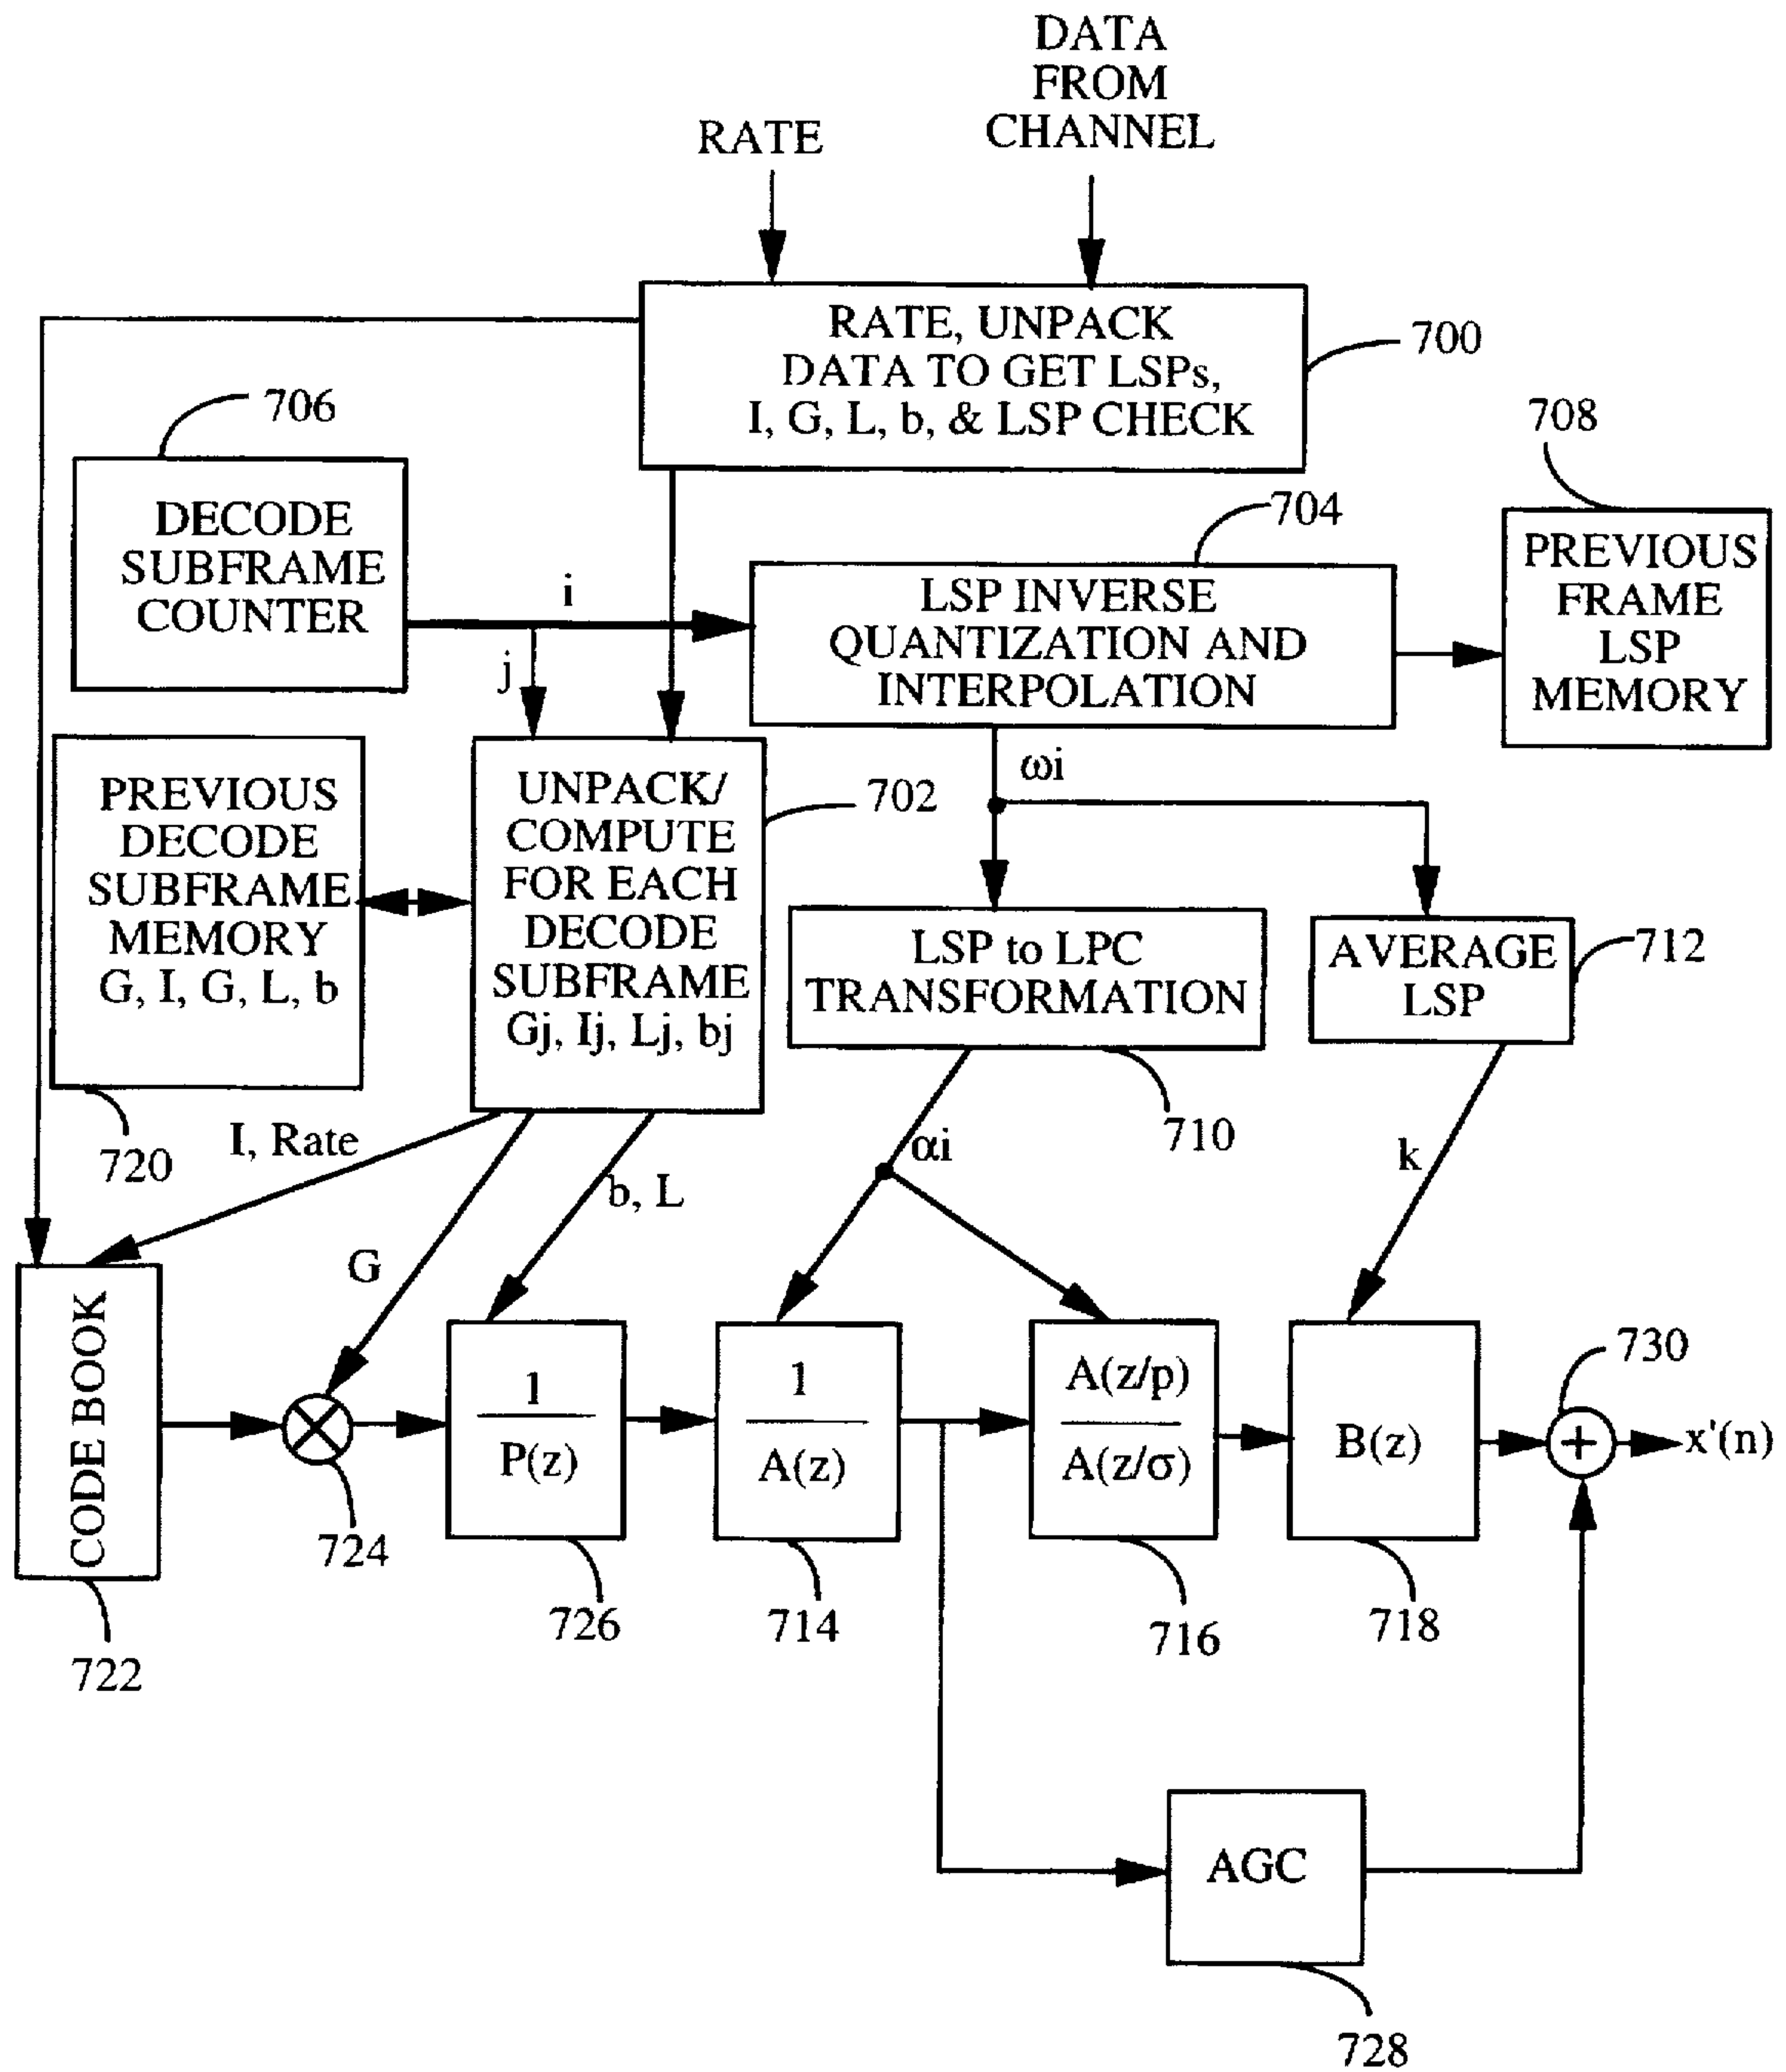 DATA
FROM
CHANNEL
RATE
RATE, UNPACK
DATA TO GET LSPs,
I, G, L, b, & LSP CHECK
700
706
DECODE
SUBFRAME
COUNTER
i
j
704
LSP INVERSE
QUANTIZATION AND
INTERPOLATION
708
PREVIOUS
FRAME
LSP
MEMORY
PREVIOUS
DECODE
SUBFRAME
MEMORY
G, I, G, L, b
720
UNPACK/
COMPUTE
FOR EACH
DECODE
SUBFRAME
Gj, Ij, Lj, bj
702
ωi
LSP to LPC
TRANSFORMATION
710
AVERAGE
LSP
712
I, Rate
G
b, L
αi
k
CODE BOOK
722
724
1
P(z)
726
1
A(z)
714
A(z/p)
A(z/σ)
716
B(z)
718
730
+
x'(n)
AGC
728